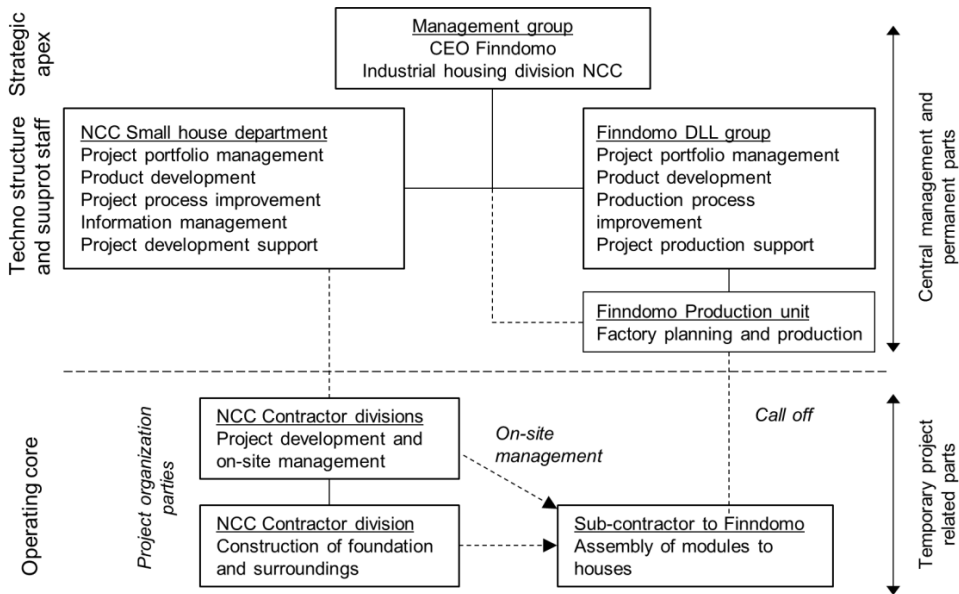 Strategic
apex
Management group
CEO Finndomo
Industrial housing division NCC
Techno structure
and suuprot staff
NCC Small house department
Project portfolio management
Product development
Project process improvement
Information management
Project development support
Finndomo DLL group
Project portfolio management
Product development
Production process
improvement
Project production support
Finndomo Production unit
Factory planning and production
Central management and
permanent parts
Operating core
Project organization
parties
NCC Contractor divisions
Project development and
on-site management
On-site
management
Call off
NCC Contractor division
Construction of foundation
and surroundings
Sub-contractor to Finndomo
Assembly of modules to
houses
Temporary project
related parts